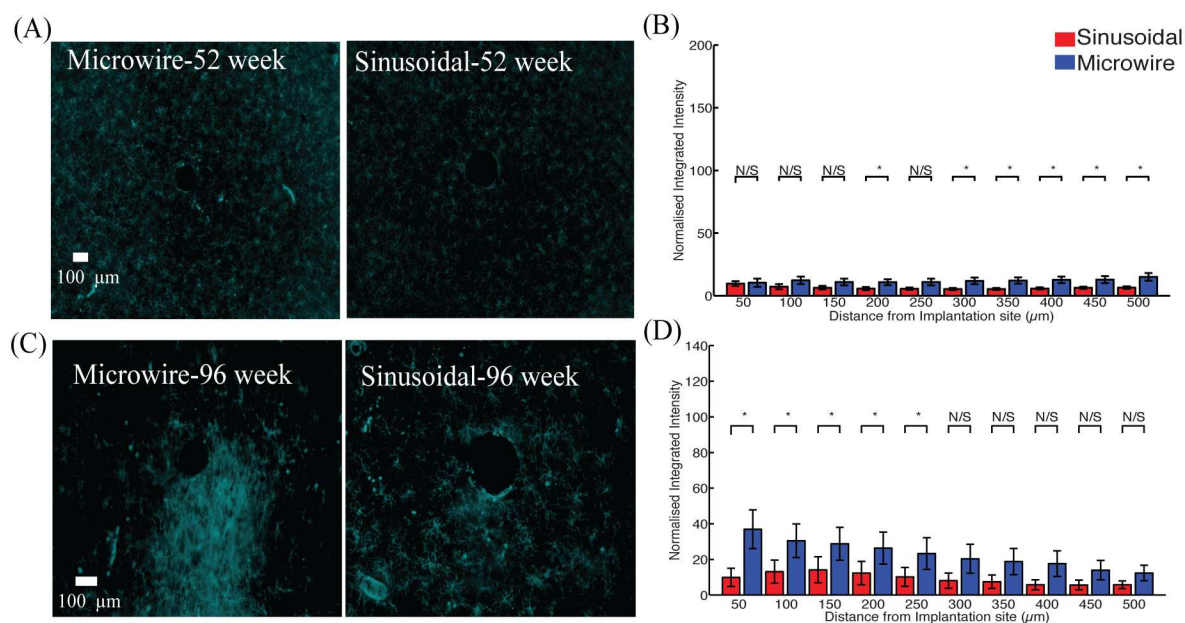 (A)
Microwire-52 week
Sinusoidal-52 week
100 µm
(B)
Sinusoidal
Microwire
Normalised Integrated Intensity
200
150
100
50
0
N/S N/S N/S * N/S * * * * *
50 100 150 200 250 300 350 400 450 500
Distance from Implantation site (µm)
(C)
Microwire-96 week
Sinusoidal-96 week
100 µm
(D)
Normalised Integrated Intensity
140
120
100
80
60
40
20
0
* * * * * N/S N/S N/S N/S N/S
50 100 150 200 250 300 350 400 450 500
Distance from Implantation site (µm)